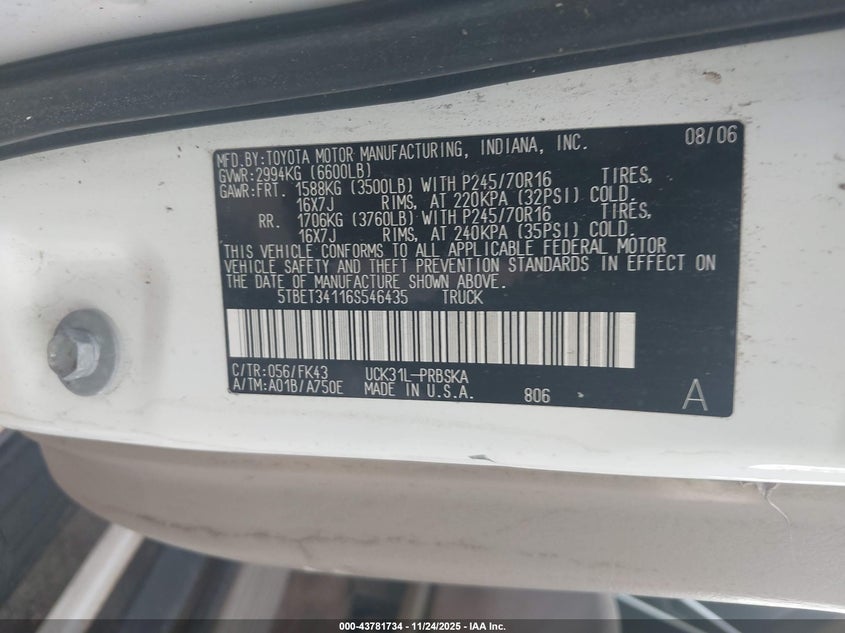 MFD.BY:TOYOTA MOTOR MANUFACTURING, INDIANA, INC. 08/06
GVWR:2994KG (6600LB)
GAWR:FRT. 1588KG (3500LB) WITH P245/70R16 TIRES,
16X7J RIMS, AT 220KPA (32PSI) COLD.
RR. 1706KG (3760LB) WITH P245/70R16 TIRES,
16X7J RIMS, AT 240KPA (35PSI) COLD.
THIS VEHICLE CONFORMS TO ALL APPLICABLE FEDERAL MOTOR
VEHICLE SAFETY AND THEFT PREVENTION STANDARDS IN EFFECT ON
THE DATE OF MANUFACTURE SHOWN ABOVE.
5TBET34116S546435 TRUCK
C/TR:056/FK43 UCK31L-PRBSKA
A/TM:A01B/A750E MADE IN U.S.A. 806 A
000-43781734 - 11/24/2025 - IAA Inc.